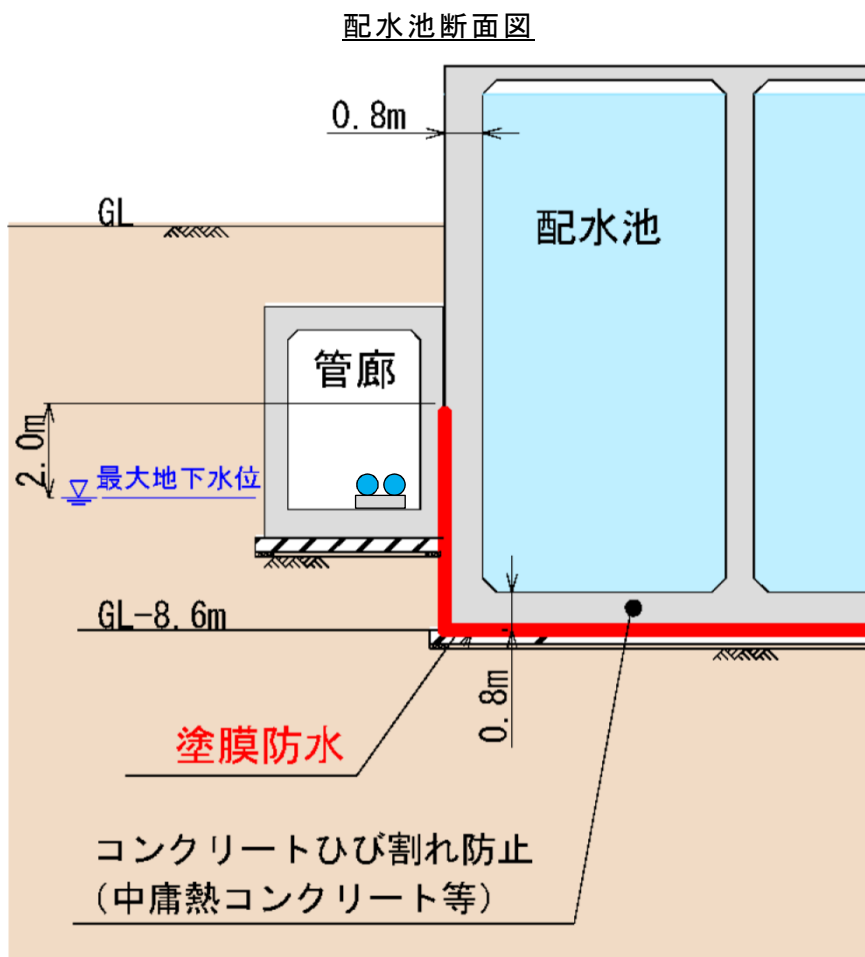 配水池断面図
0.8m
GL
配水池
管廊
2.0m
最大地下水位
GL-8.6m
0.8m
塗膜防水
コンクリートひび割れ防止
(中庸熱コンクリート等)